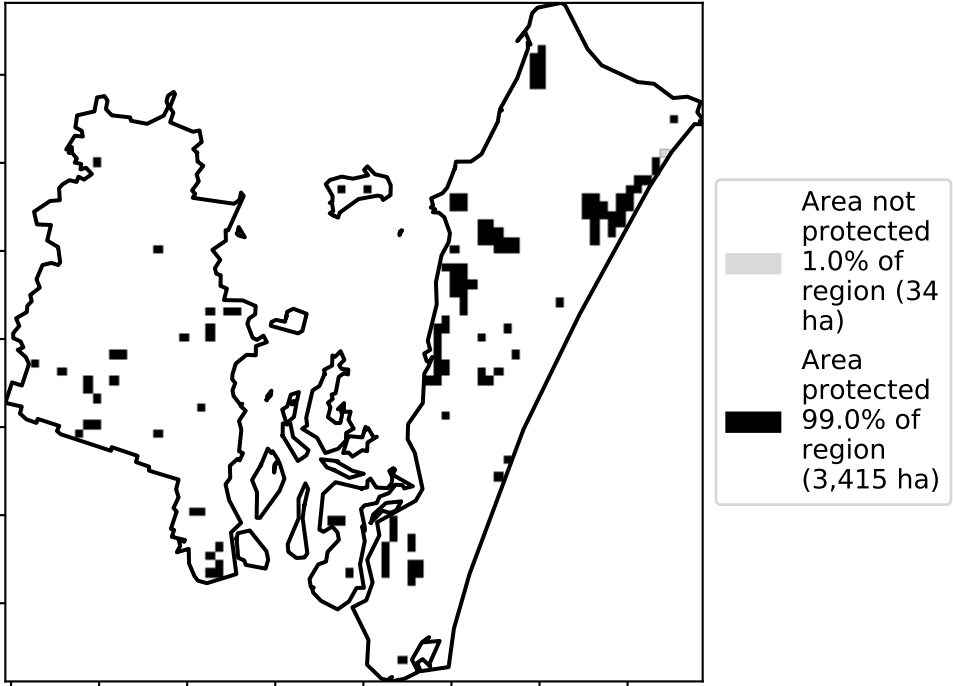 Area not
protected
1.0% of
region (34
ha)
Area
protected
99.0% of
region
(3,415 ha)